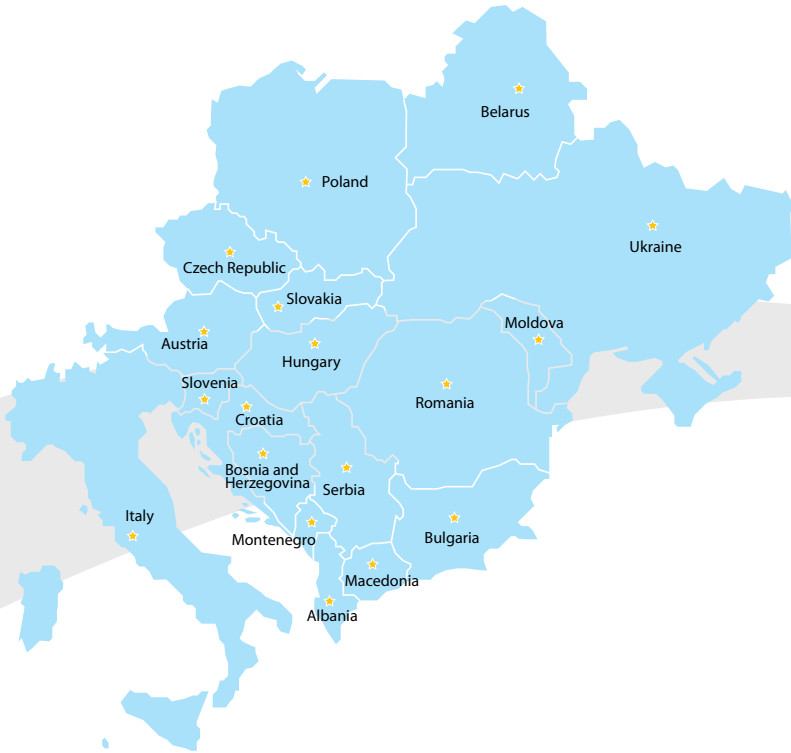 Belarus
Poland
Ukraine
Czech Republic
Slovakia
Moldova
Austria
Hungary
Slovenia
Romania
Croatia
Bosnia and
Herzegovina
Serbia
Italy
Montenegro
Bulgaria
Macedonia
Albania